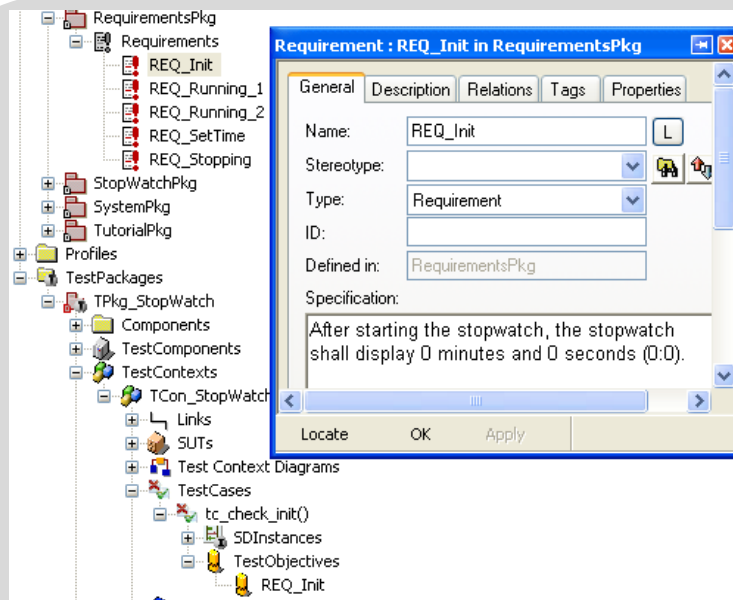 RequirementsPkg
Requirements
REQ_Init
REQ_Running_1
REQ_Running_2
REQ_SetTime
REQ_Stopping
StopWatchPkg
SystemPkg
TutorialPkg
Profiles
TestPackages
TPkg_StopWatch
Components
TestComponents
TestContexts
TCon_StopWatch
Links
SUTs
Test Context Diagrams
TestCases
tc_check_init()
SDInstances
TestObjectives
REQ_Init
Requirement : REQ_Init in RequirementsPkg
General Description Relations Tags Properties
Name: REQ_Init L
Stereotype:
Type: Requirement
ID:
Defined in: RequirementsPkg
Specification:
After starting the stopwatch, the stopwatch
shall display 0 minutes and 0 seconds (0:0).
Locate OK Apply